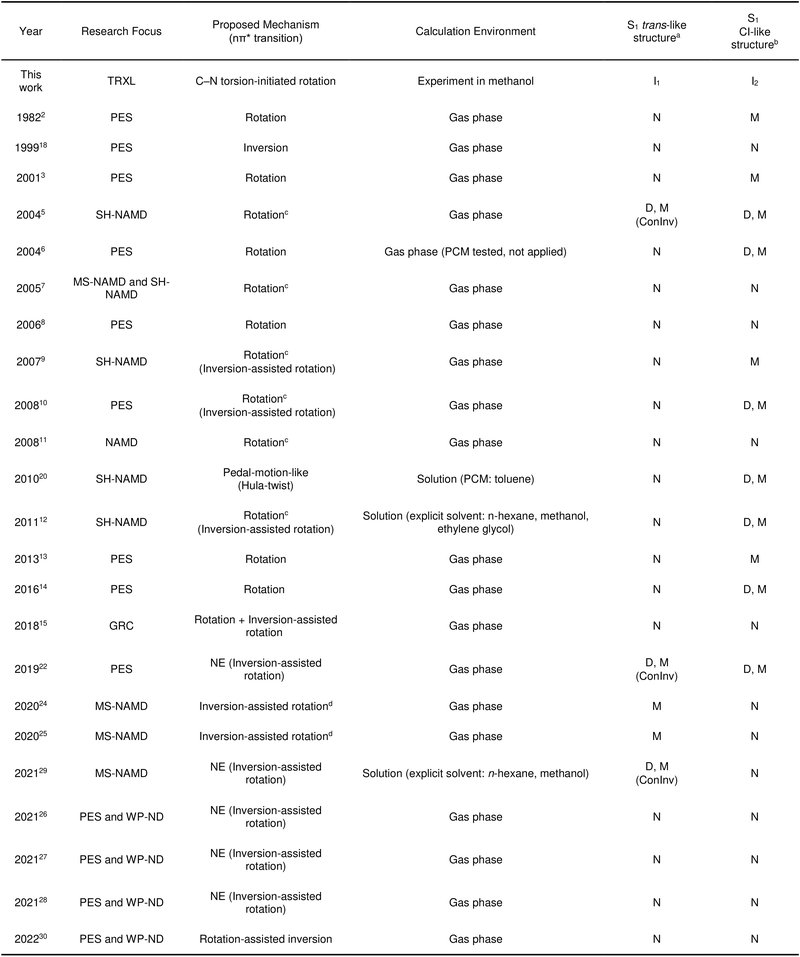 Year Research Focus Proposed Mechanism (nπ* transition) Calculation Environment S₁ trans-like structureᵃ S₁ CI-like structureᵇ
This work TRXL C–N torsion-initiated rotation Experiment in methanol I₁ I₂
1982² PES Rotation Gas phase N M
1999¹⁸ PES Inversion Gas phase N N
2001³ PES Rotation Gas phase N M
2004⁵ SH-NAMD Rotationᶜ Gas phase D, M (ConInv) D, M
2004⁶ PES Rotation Gas phase (PCM tested, not applied) N D, M
2005⁷ MS-NAMD and SH-NAMD Rotationᶜ Gas phase N N
2006⁸ PES Rotation Gas phase N N
2007⁹ SH-NAMD Rotationᶜ (Inversion-assisted rotation) Gas phase N M
2008¹⁰ PES Rotationᶜ (Inversion-assisted rotation) Gas phase N D, M
2008¹¹ NAMD Rotationᶜ Gas phase N N
2010²⁰ SH-NAMD Pedal-motion-like (Hula-twist) Solution (PCM: toluene) N D, M
2011¹² SH-NAMD Rotationᶜ (Inversion-assisted rotation) Solution (explicit solvent: n-hexane, methanol, ethylene glycol) N D, M
2013¹³ PES Rotation Gas phase N M
2016¹⁴ PES Rotation Gas phase N D, M
2018¹⁵ GRC Rotation + Inversion-assisted rotation Gas phase N N
2019²² PES NE (Inversion-assisted rotation) Gas phase D, M (ConInv) D, M
2020²⁴ MS-NAMD Inversion-assisted rotationᵈ Gas phase M N
2020²⁵ MS-NAMD Inversion-assisted rotationᵈ Gas phase M N
2021²⁹ MS-NAMD NE (Inversion-assisted rotation) Solution (explicit solvent: n-hexane, methanol) D, M (ConInv) N
2021²⁶ PES and WP-ND NE (Inversion-assisted rotation) Gas phase N N
2021²⁷ PES and WP-ND NE (Inversion-assisted rotation) Gas phase N N
2021²⁸ PES and WP-ND NE (Inversion-assisted rotation) Gas phase N N
2022³⁰ PES and WP-ND Rotation-assisted inversion Gas phase N N